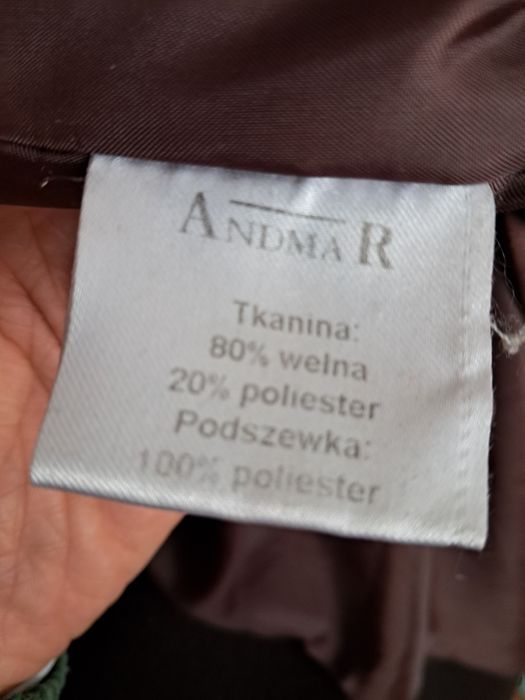 ANDMAR
Tkanina:
80% wełna
20% poliester
Podszewka:
100% poliester